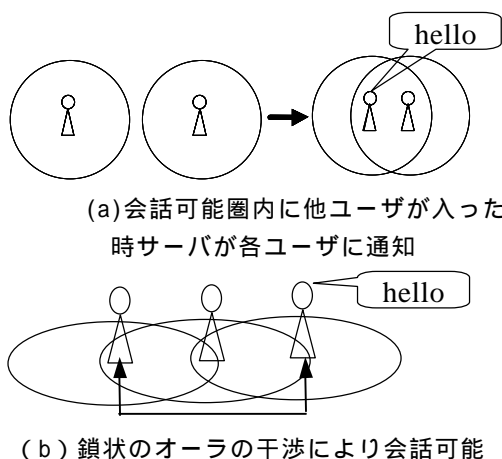 hello
(a)会話可能圏内に他ユーザが入った
時サーバが各ユーザに通知
hello
(b)鎖状のオーラの干渉により会話可能